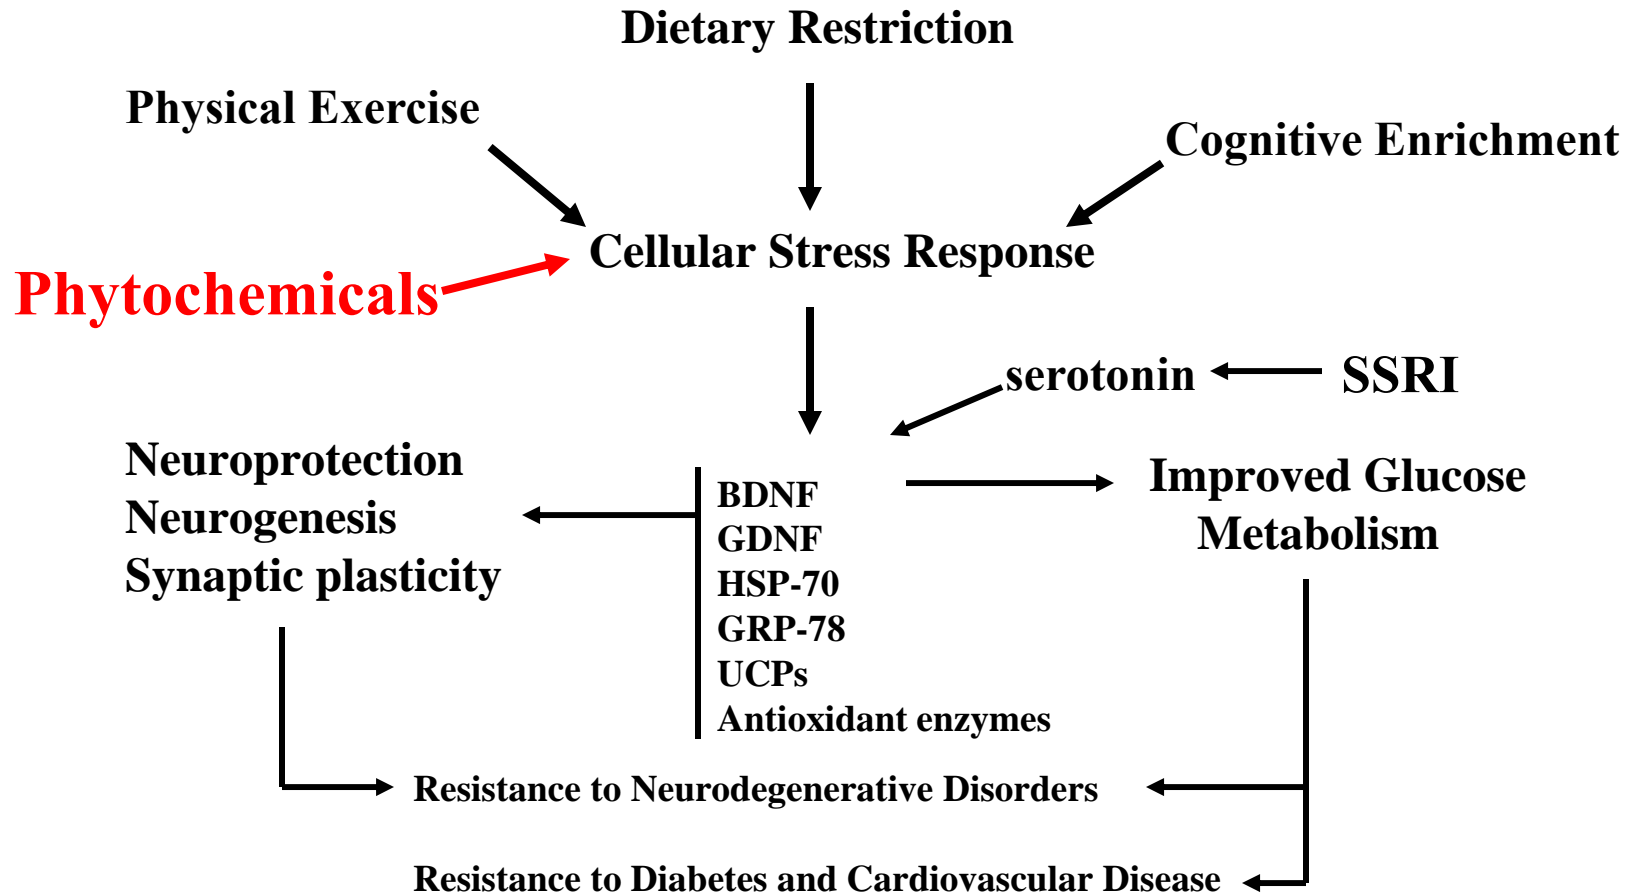 Dietary Restriction
Physical Exercise
Cognitive Enrichment
Cellular Stress Response
Phytochemicals
serotonin
SSRI
Neuroprotection
Neurogenesis
Synaptic plasticity
BDNF
GDNF
HSP-70
GRP-78
UCPs
Antioxidant enzymes
Improved Glucose
Metabolism
Resistance to Neurodegenerative Disorders
Resistance to Diabetes and Cardiovascular Disease